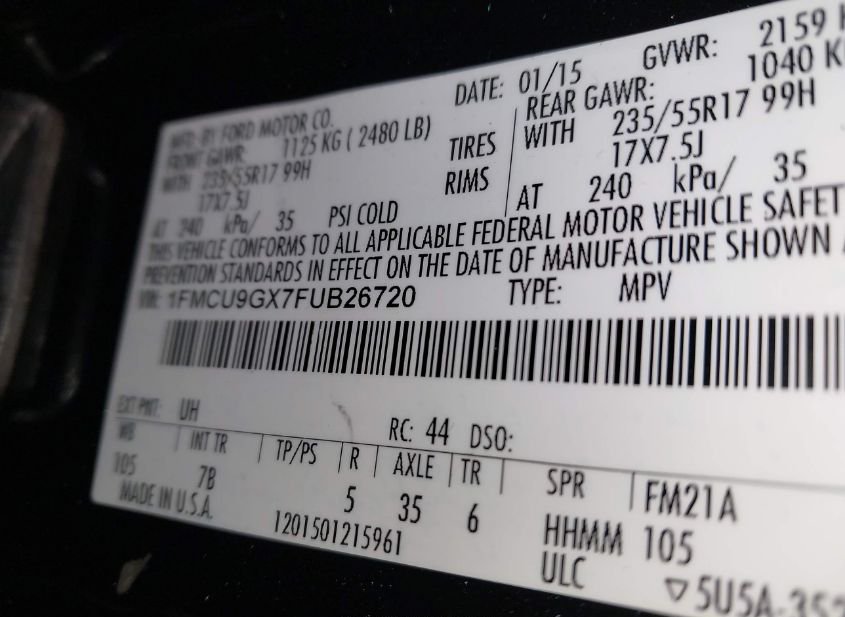 MFD. BY FORD MOTOR CO. DATE: 01/15 GVWR: 2159
FRONT GAWR: 1125 KG ( 2480 LB) REAR GAWR: 1040 KG
WITH 235/55R17 99H TIRES WITH 235/55R17 99H
17X7.5J RIMS 17X7.5J
AT 240 kPa/ 35 PSI COLD AT 240 kPa/ 35
THIS VEHICLE CONFORMS TO ALL APPLICABLE FEDERAL MOTOR VEHICLE SAFETY
PREVENTION STANDARDS IN EFFECT ON THE DATE OF MANUFACTURE SHOWN
VIN: 1FMCU9GX7FUB26720 TYPE: MPV
EXT PNT: UH RC: 44 DSO:
WB INT TR TP/PS R AXLE TR SPR FM21A
105 7B 5 35 6 HHMM 105
MADE IN U.S.A. 1201501215961 ULC ▽5U5A-352